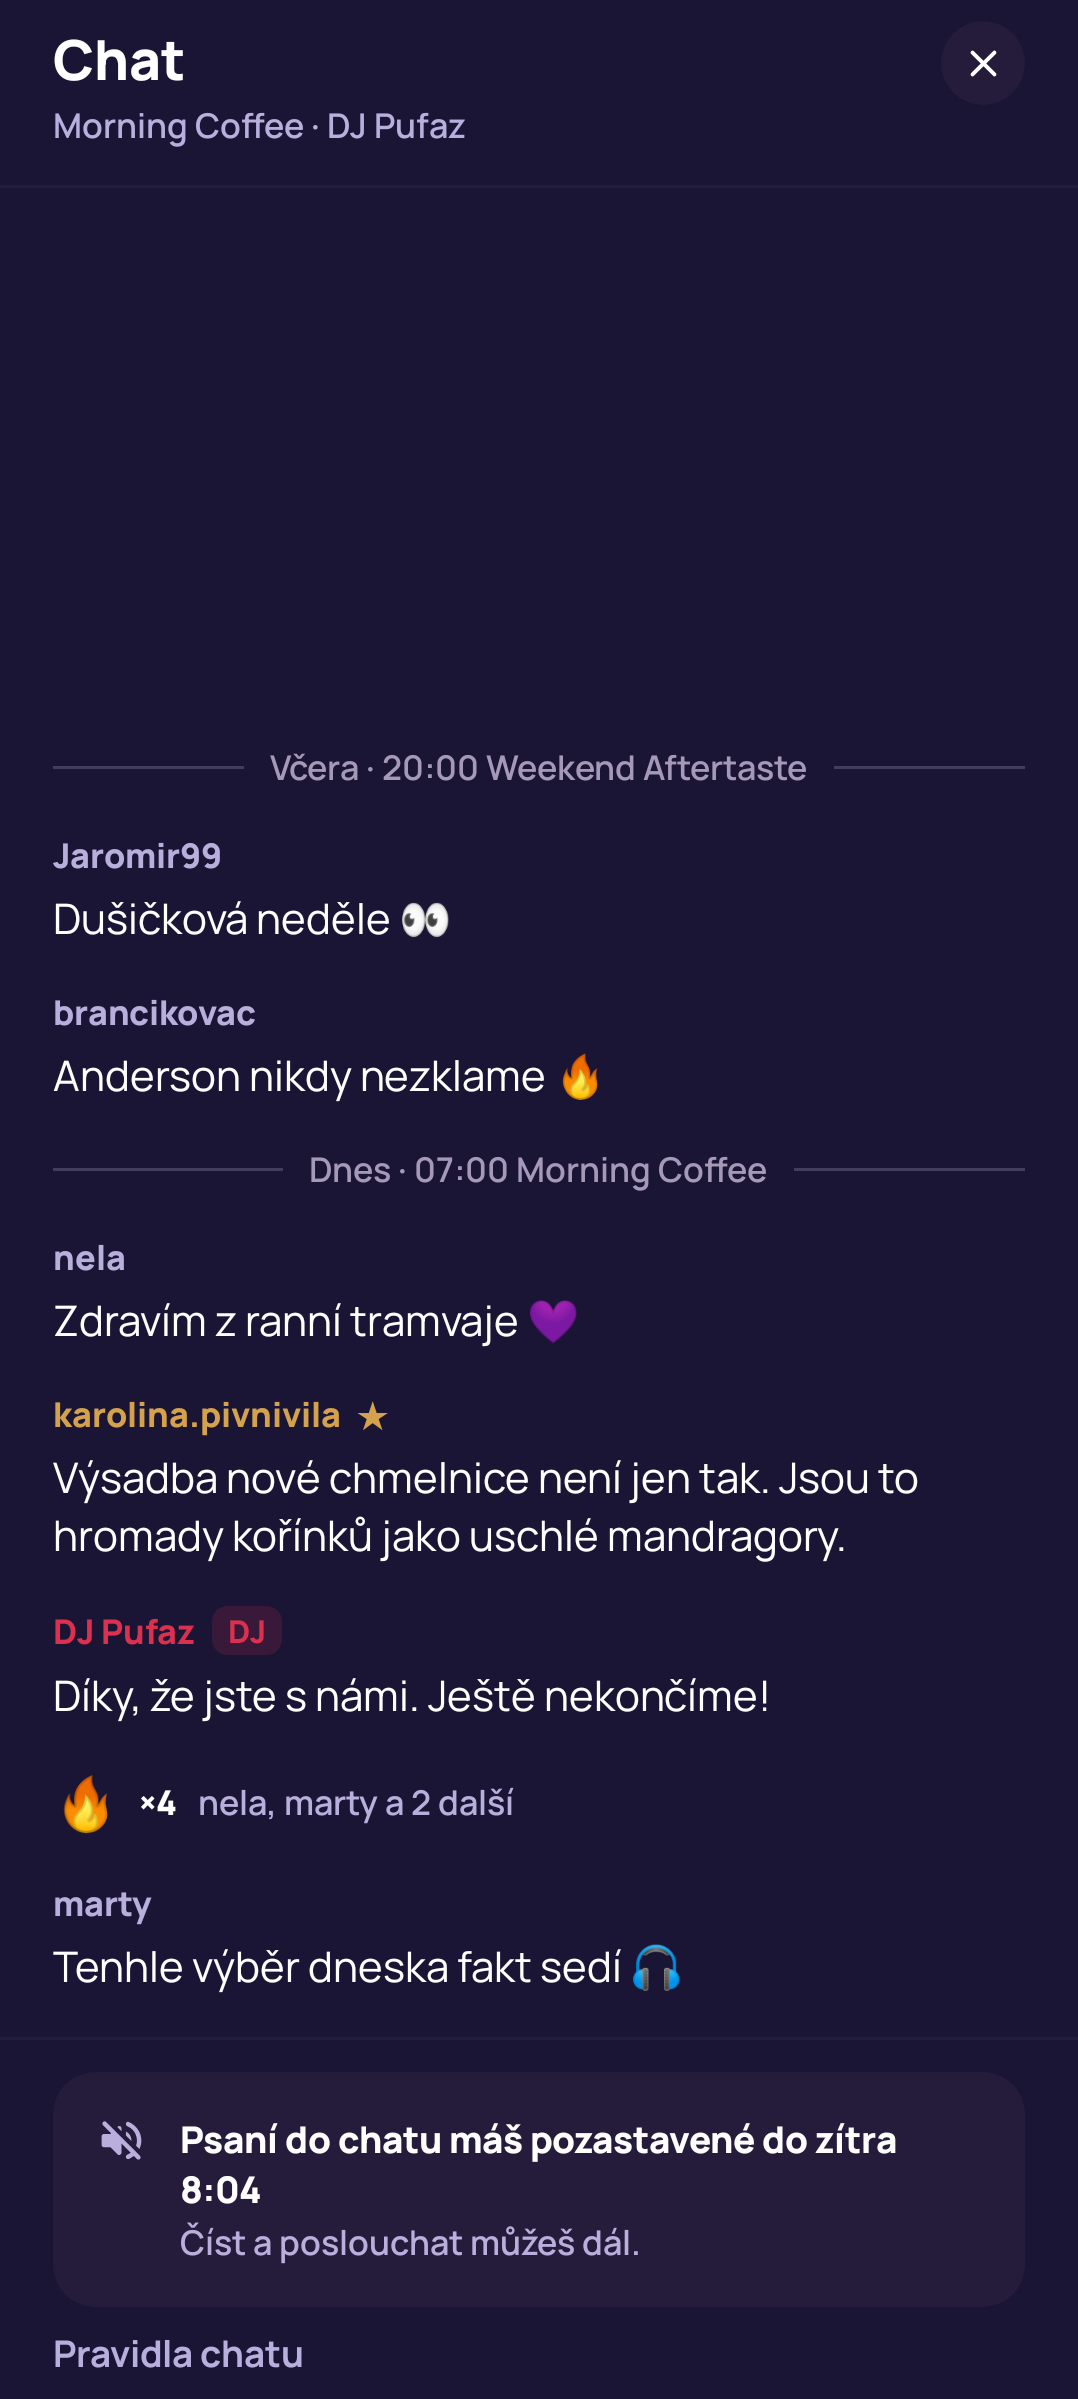 Chat
Morning Coffee · DJ Pufaz
Včera · 20:00 Weekend Aftertaste
Jaromir99
Dušičková neděle 👀
brancikovac
Anderson nikdy nezklame 🔥
Dnes · 07:00 Morning Coffee
nela
Zdravím z ranní tramvaje 💜
karolina.pivnivila ★
Výsadba nové chmelnice není jen tak. Jsou to
hromady kořínků jako uschlé mandragory.
DJ Pufaz DJ
Díky, že jste s námi. Ještě nekončíme!
🔥 ×4 nela, marty a 2 další
marty
Tenhle výběr dneska fakt sedí 🎧
Psaní do chatu máš pozastavené do zítra
8:04
Číst a poslouchat můžeš dál.
Pravidla chatu